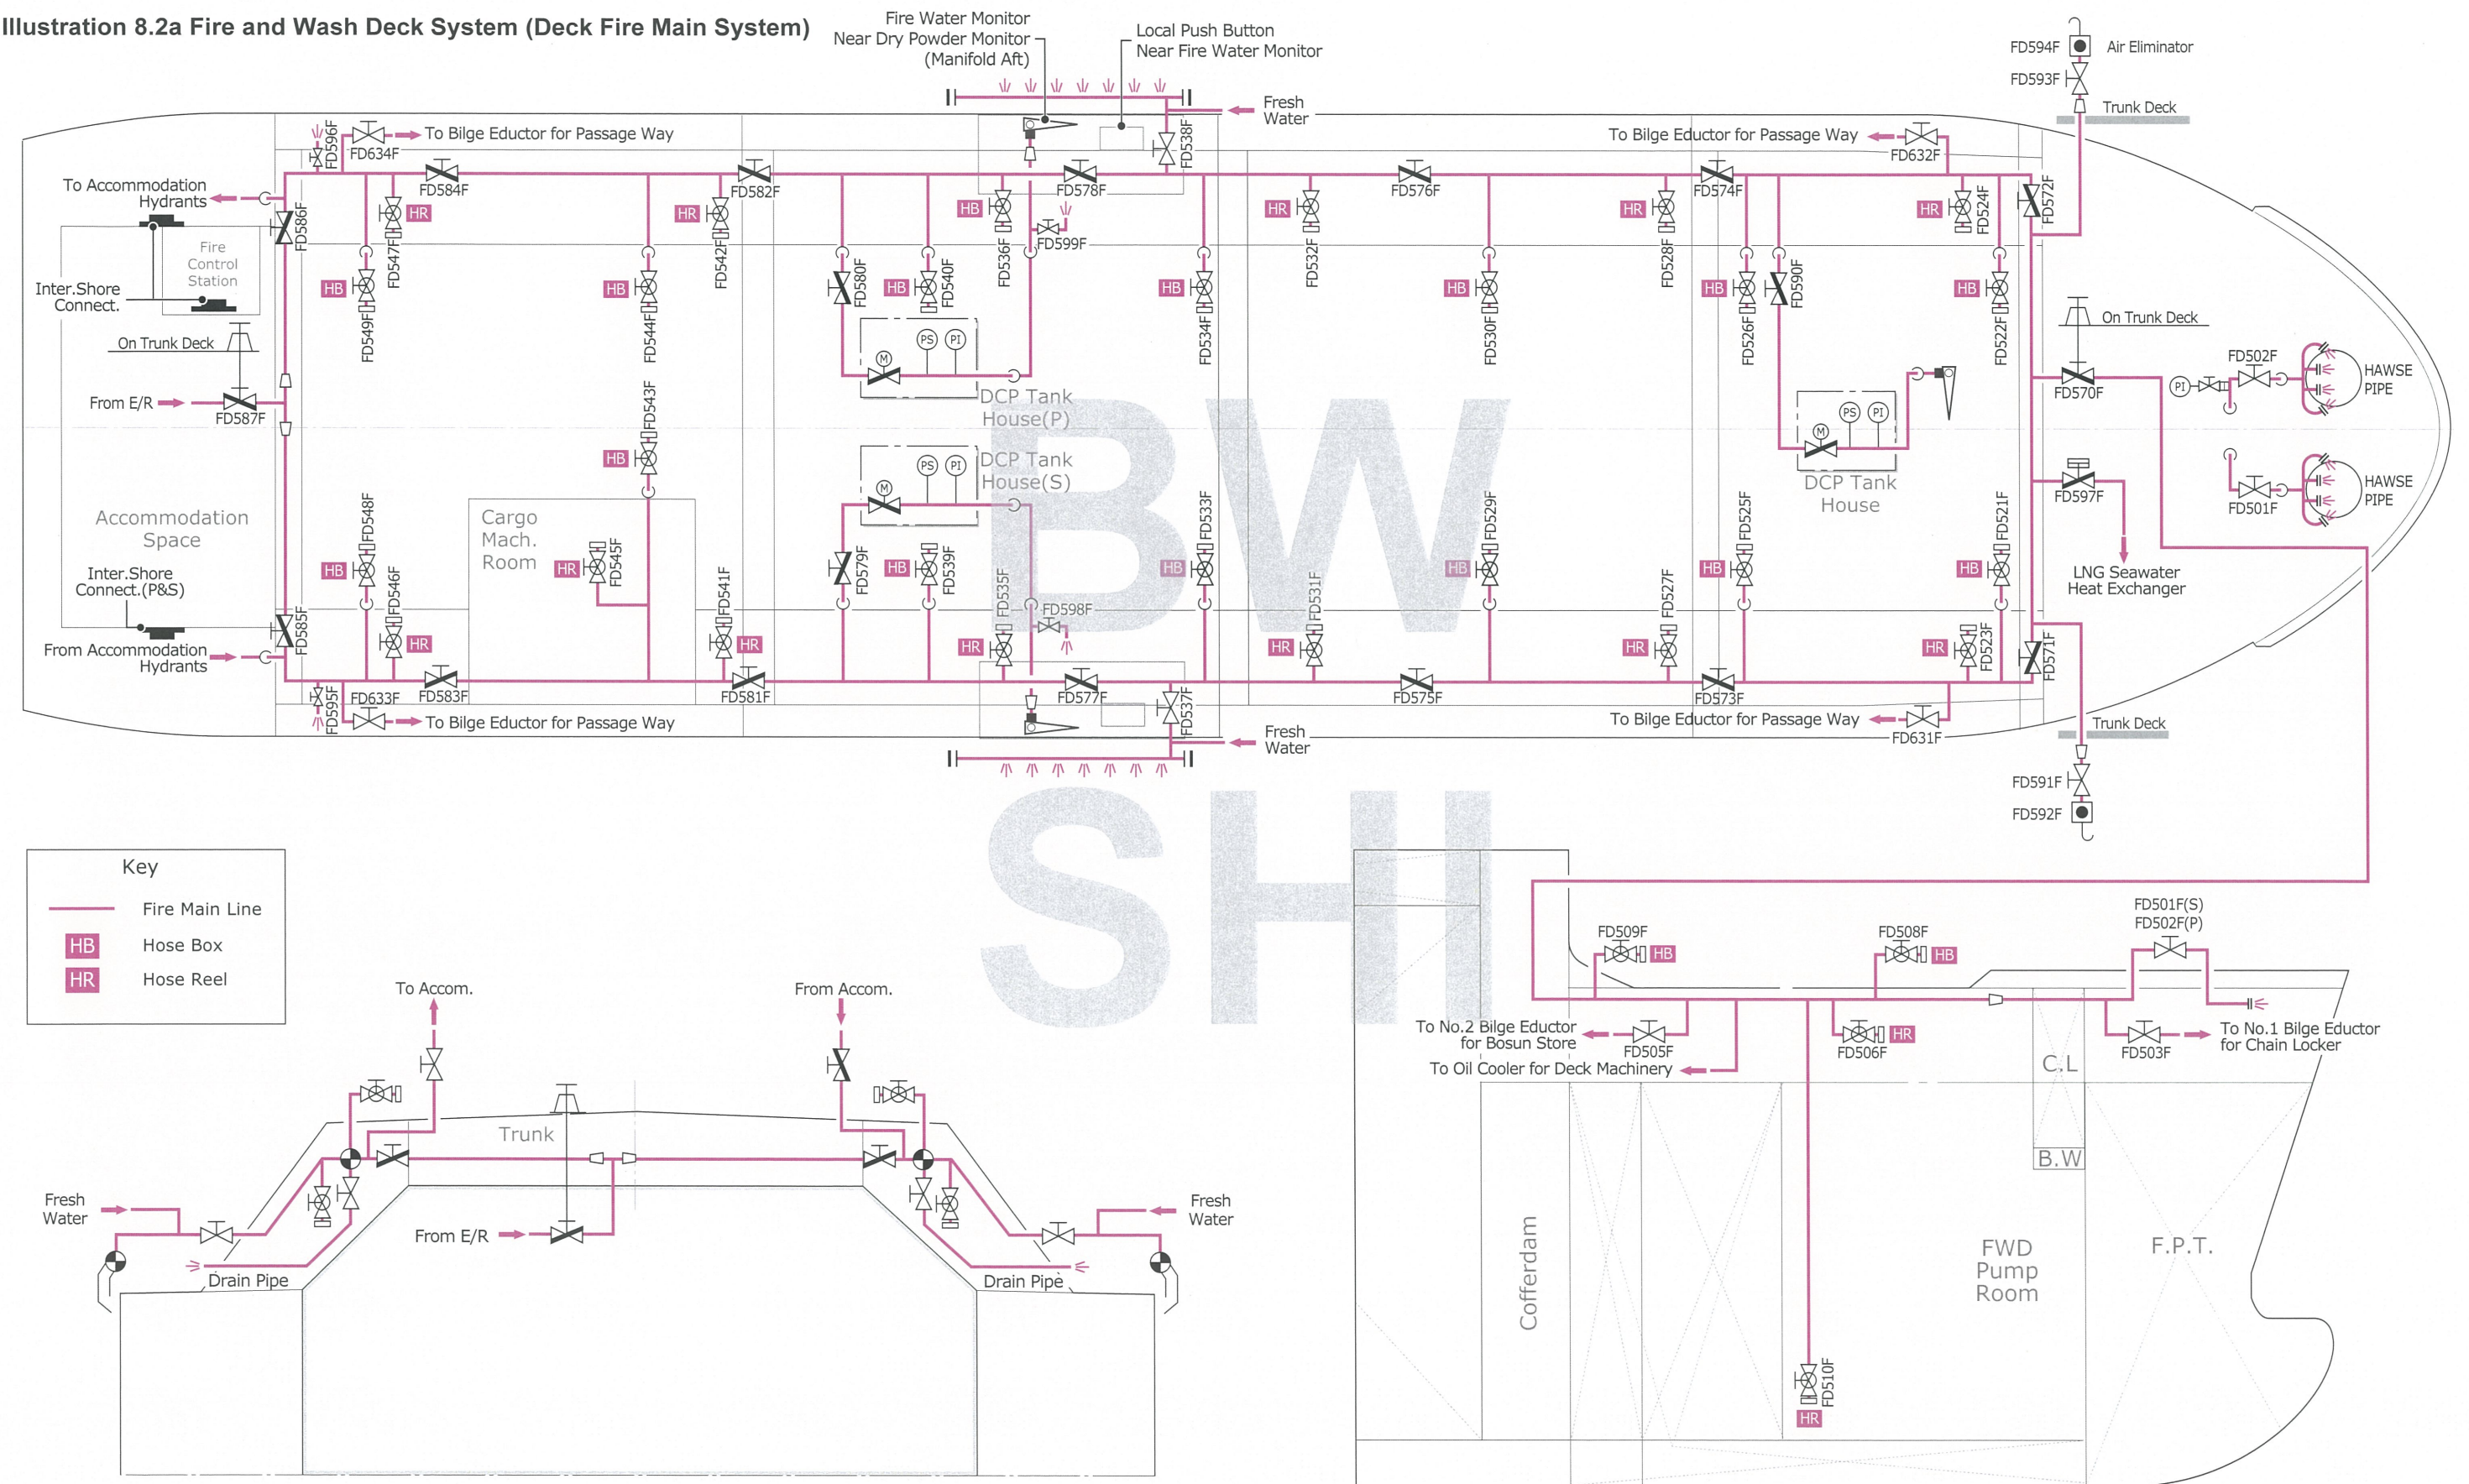 Illustration 8.2a Fire and Wash Deck System (Deck Fire Main System)
Fire Water Monitor
Near Dry Powder Monitor
(Manifold Aft)
Local Push Button
Near Fire Water Monitor
FD594F
Air Eliminator
FD593F
Trunk Deck
Fresh
Water
FD596F
To Bilge Eductor for Passage Way
FD634F
FD538F
To Bilge Eductor for Passage Way
FD632F
To Accommodation
Hydrants
FD584F
FD582F
FD578F
FD576F
FD574F
FD572F
FD586F
HR
FD547F
HR
FD542F
HB
FD536F
FD599F
HR
FD532F
HR
FD528F
HR
FD524F
Fire
Control
Station
Inter.Shore
Connect.
HB
FD549F
HB
FD544F
FD580F
HB
FD540F
HB
FD534F
HB
FD530F
HB
FD526F
FD590F
HB
FD522F
On Trunk Deck
On Trunk Deck
From E/R
FD587F
M
PS
PI
DCP Tank
House(P)
FD570F
PI
FD502F
HAWSE
PIPE
FD543F
HB
M
PS
PI
DCP Tank
House(S)
M
PS
PI
DCP Tank
House
FD597F
FD501F
HAWSE
PIPE
BW
SHI
Accommodation
Space
Cargo
Mach.
Room
HB
FD548F
HR
FD545F
FD579F
HB
FD539F
HB
FD533F
HB
FD529F
HB
FD525F
HB
FD521F
LNG Seawater
Heat Exchanger
Inter.Shore
Connect.(P&S)
FD585F
FD546F
HR
FD541F
HR
FD535F
HR
FD598F
FD531F
HR
FD527F
HR
FD523F
HR
FD571F
From Accommodation
Hydrants
FD595F
FD633F
FD583F
FD581F
FD577F
FD537F
FD575F
FD573F
To Bilge Eductor for Passage Way
To Bilge Eductor for Passage Way
FD631F
Trunk Deck
Fresh
Water
FD591F
FD592F
Key
Fire Main Line
HB
Hose Box
HR
Hose Reel
To Accom.
From Accom.
Trunk
Fresh
Water
From E/R
Fresh
Water
Drain Pipe
Drain Pipe
FD501F(S)
FD502F(P)
FD509F
HB
FD508F
HB
To No.2 Bilge Eductor
for Bosun Store
FD505F
FD506F
HR
FD503F
To No.1 Bilge Eductor
for Chain Locker
To Oil Cooler for Deck Machinery
C.L
B.W
Cofferdam
FWD
Pump
Room
F.P.T.
FD510F
HR